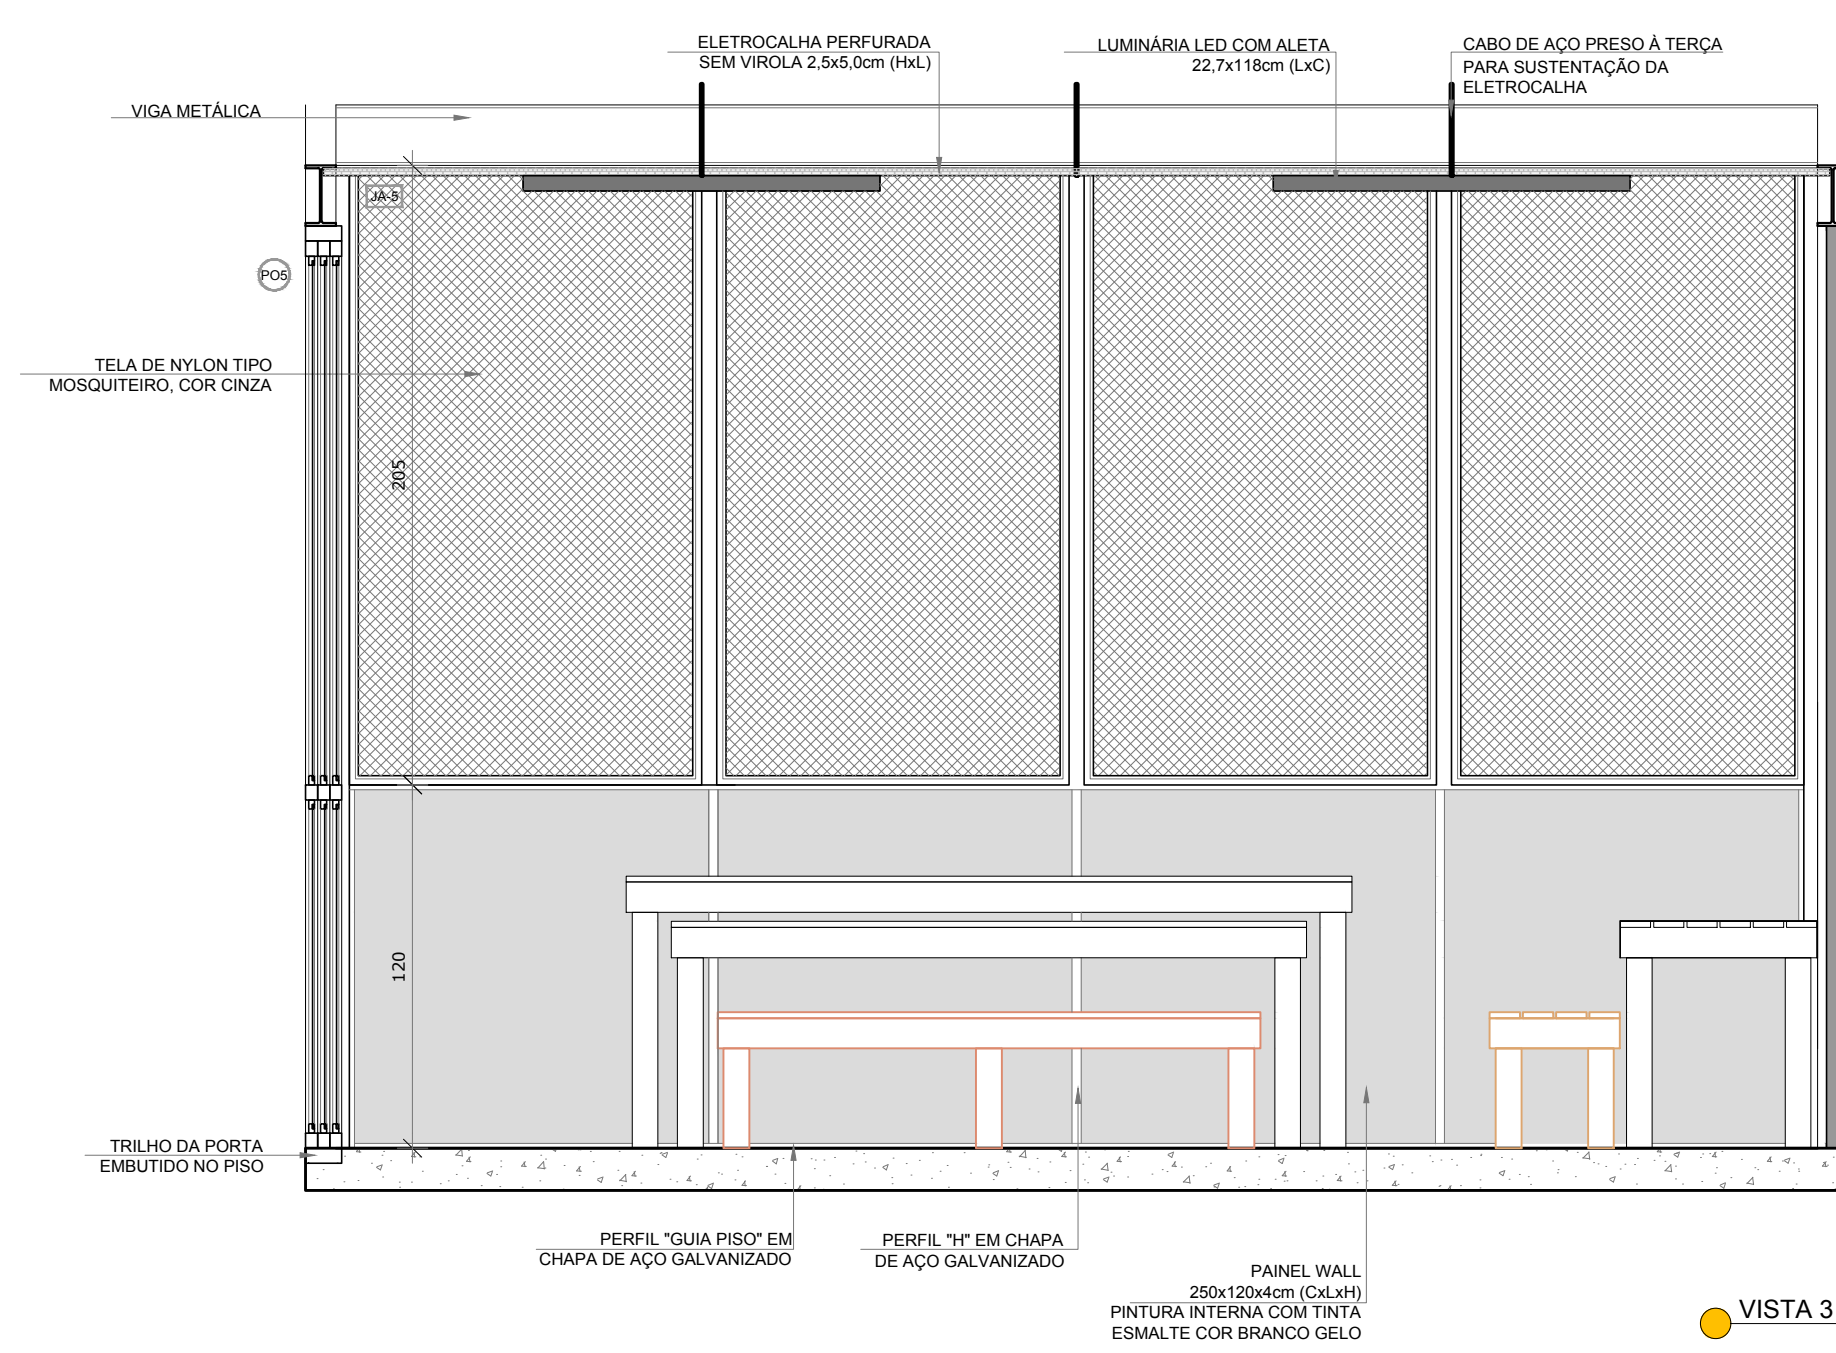 ELETROCALHA PERFURADA
SEM VIROLA 2,5x5,0cm (HxL)
LUMINÁRIA LED COM ALETA
22,7x118cm (LxC)
CABO DE AÇO PRESO À TERÇA
PARA SUSTENTAÇÃO DA
ELETROCALHA
VIGA METÁLICA
JA-5
PO5
TELA DE NYLON TIPO
MOSQUITEIRO, COR CINZA
205
120
TRILHO DA PORTA
EMBUTIDO NO PISO
PERFIL "GUIA PISO" EM
CHAPA DE AÇO GALVANIZADO
PERFIL "H" EM CHAPA
DE AÇO GALVANIZADO
PAINEL WALL
250x120x4cm (CxLxH)
PINTURA INTERNA COM TINTA
ESMALTE COR BRANCO GELO
VISTA 3